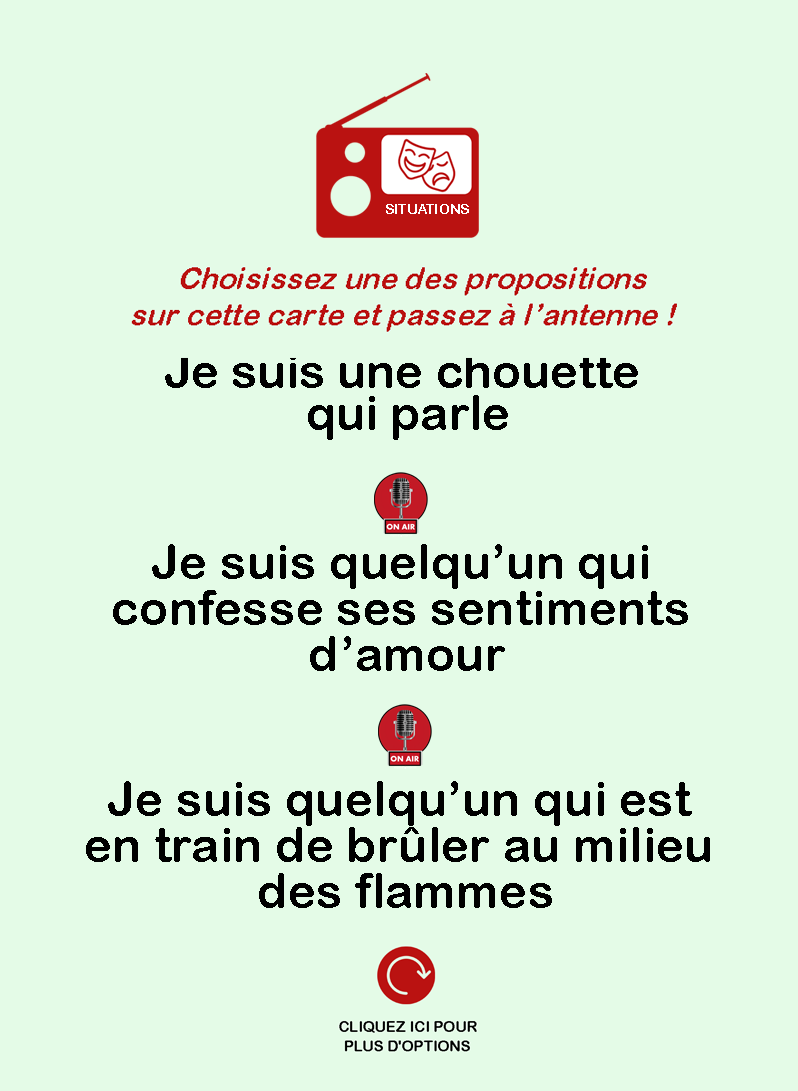 SITUATIONS
Choisissez une des propositions
sur cette carte et passez à l’antenne !
Je suis une chouette
qui parle
ON AIR
Je suis quelqu’un qui
confesse ses sentiments
d’amour
ON AIR
Je suis quelqu’un qui est
en train de brûler au milieu
des flammes
CLIQUEZ ICI POUR
PLUS D'OPTIONS